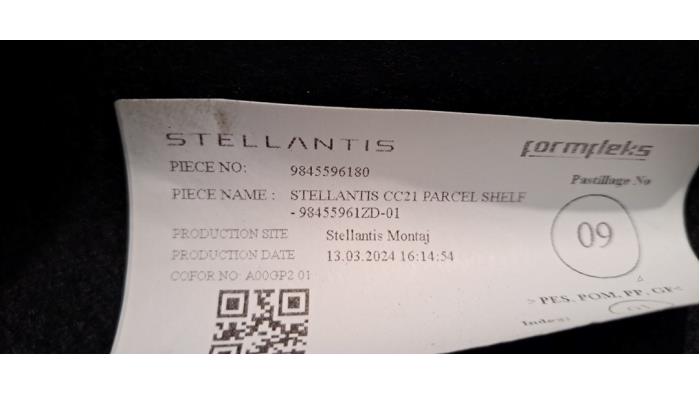 STELLANTIS
formfleks
PIECE NO: 9845596180
Pastillage No
PIECE NAME : STELLANTIS CC21 PARCEL SHELF
- 98455961ZD-01
09
PRODUCTION SITE Stellantis Montaj
PRODUCTION DATE 13.03.2024 16:14:54
COFOR NO: A00GP2 01
>PES, POM, PP, GF<
Index: